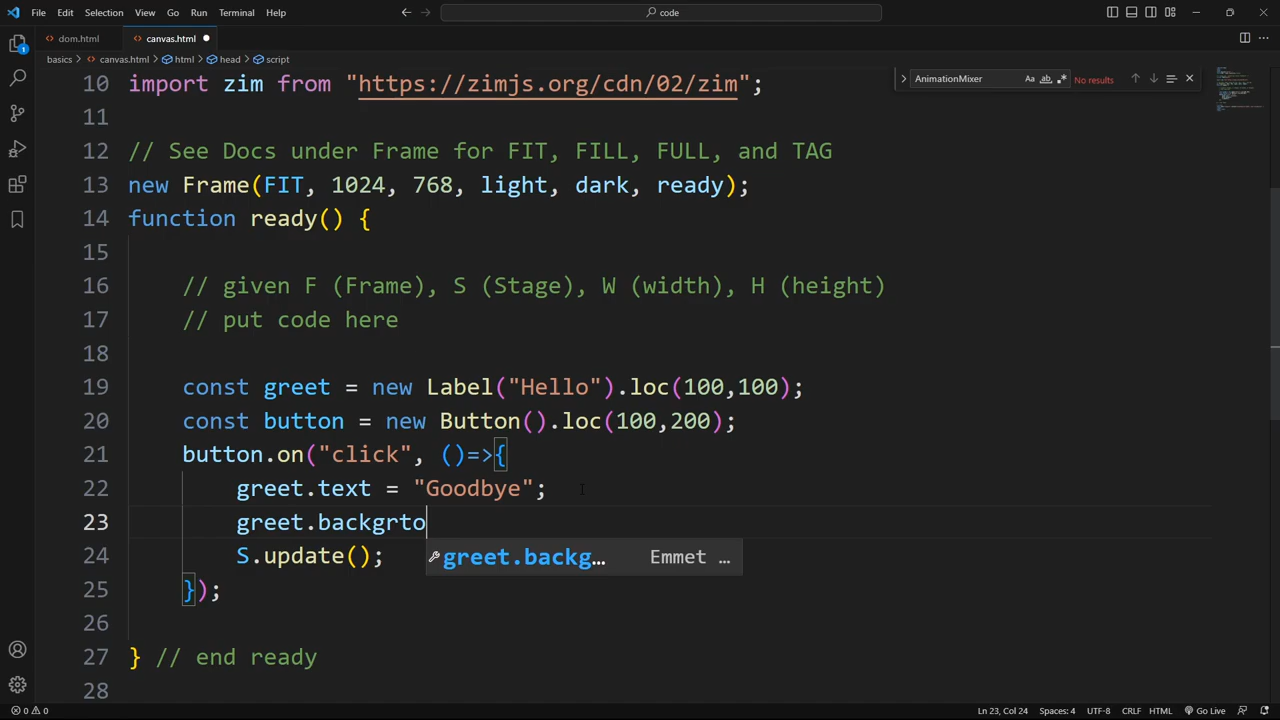 File Edit Selection View Go Run Terminal Help
code
dom.html canvas.html
basics > canvas.html > html > head > script
AnimationMixer Aa ab No results
10 import zim from "https://zimjs.org/cdn/02/zim";
11
12 // See Docs under Frame for FIT, FILL, FULL, and TAG
13 new Frame(FIT, 1024, 768, light, dark, ready);
14 function ready() {
15
16 // given F (Frame), S (Stage), W (width), H (height)
17 // put code here
18
19 const greet = new Label("Hello").loc(100,100);
20 const button = new Button().loc(100,200);
21 button.on("click", ()=>{
22 greet.text = "Goodbye";
23 greet.backgrto
greet.backg… Emmet …
24 S.update();
25 });
26
27 } // end ready
28
1
0 0 Ln 23, Col 24 Spaces: 4 UTF-8 CRLF HTML Go Live